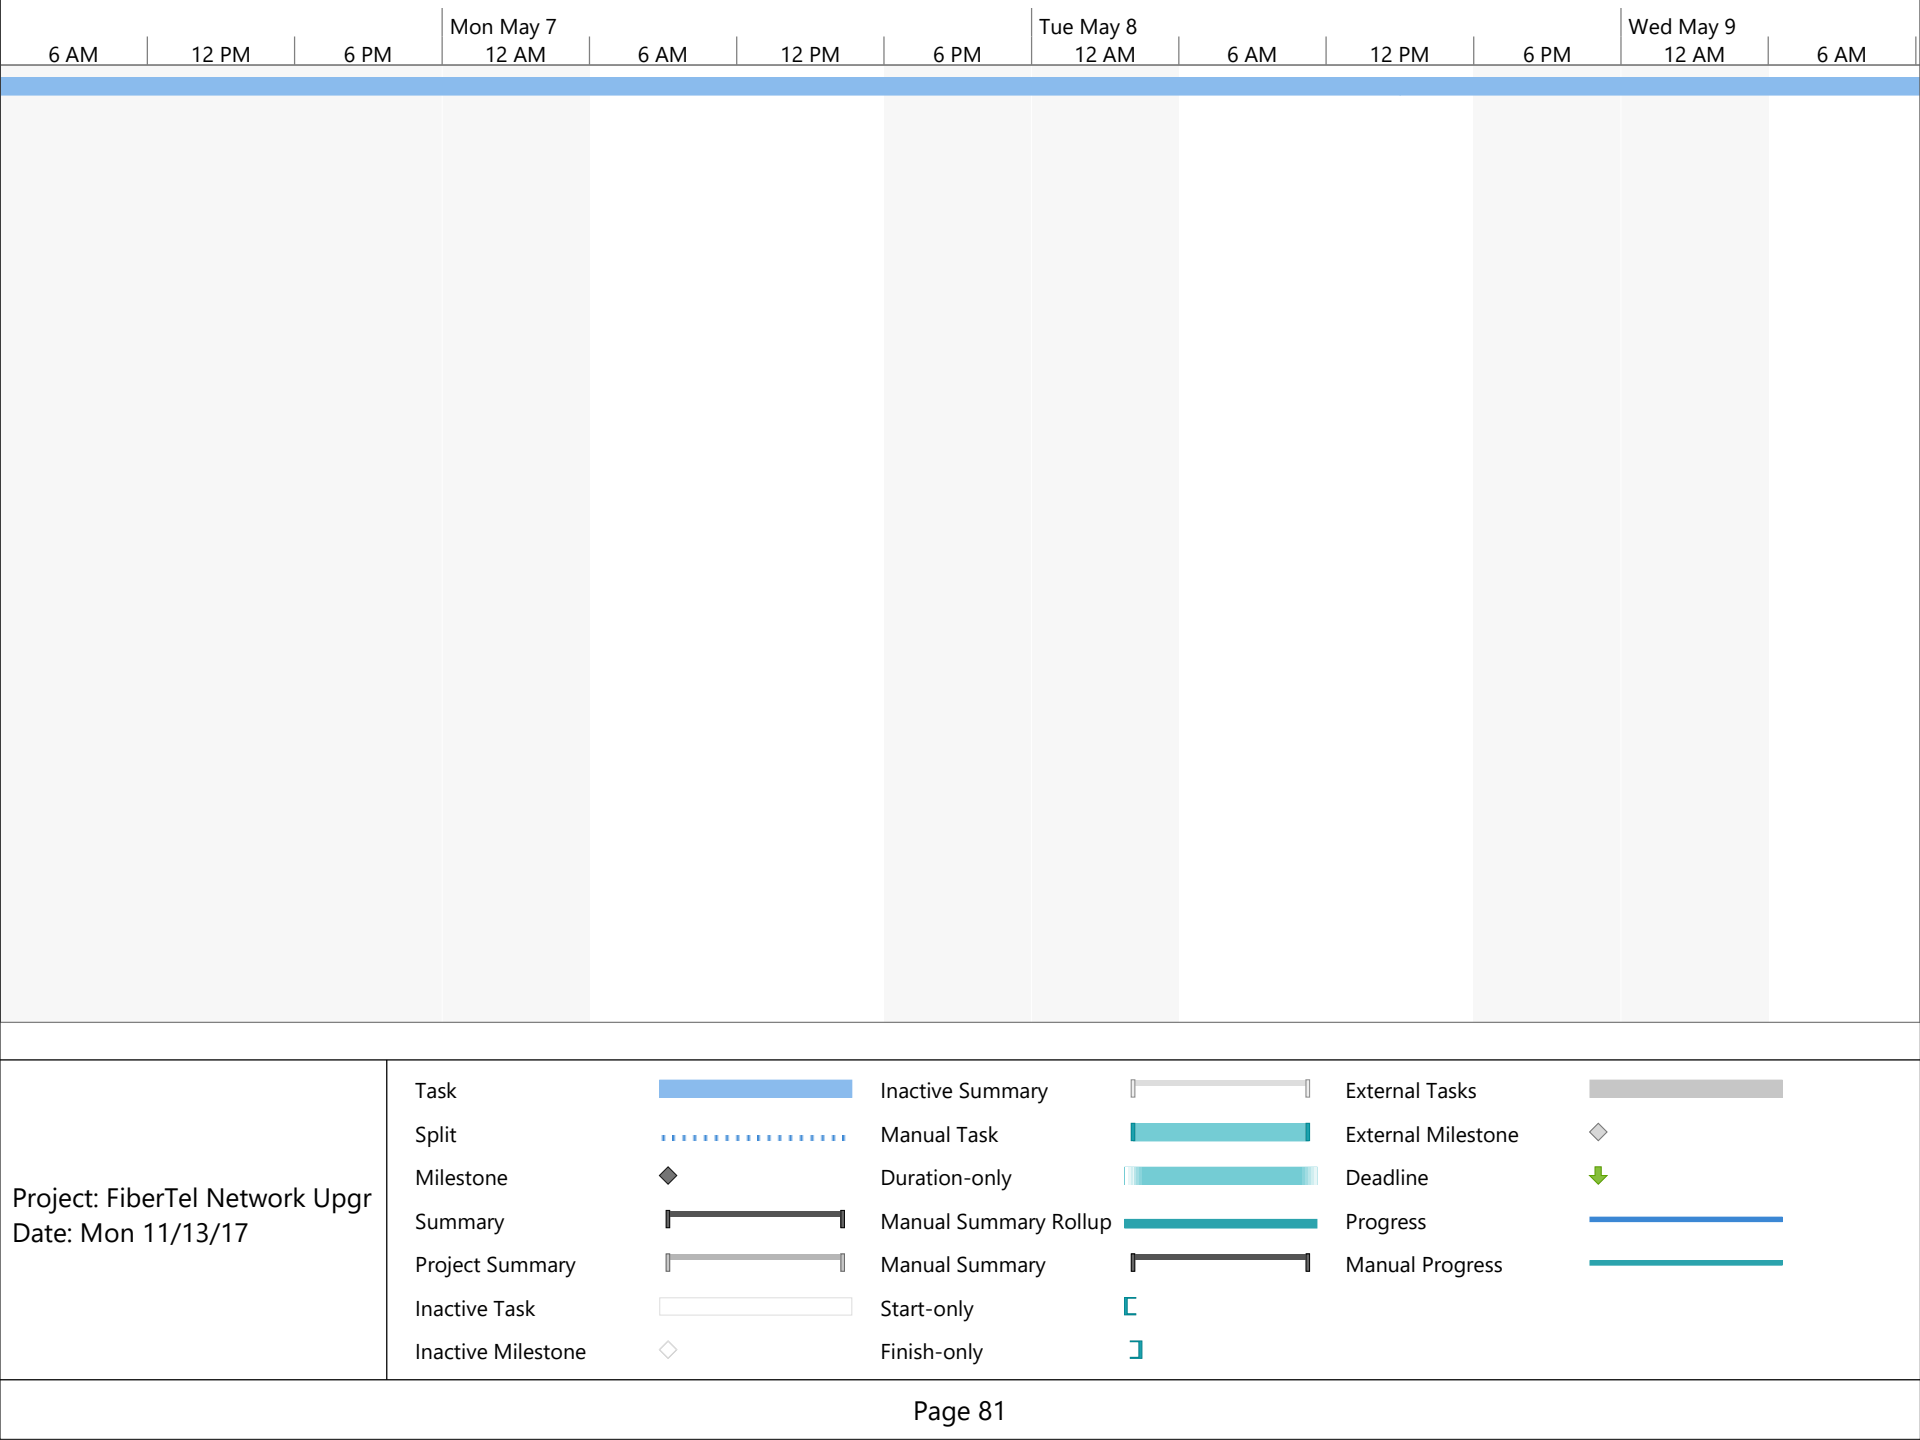 Mon May 7 Tue May 8 Wed May 9
6 AM 12 PM 6 PM 12 AM 6 AM 12 PM 6 PM 12 AM 6 AM 12 PM 6 PM 12 AM 6 AM
Project: FiberTel Network Upgr
Date: Mon 11/13/17
Task
Split
Milestone
Summary
Project Summary
Inactive Task
Inactive Milestone
Inactive Summary
Manual Task
Duration-only
Manual Summary Rollup
Manual Summary
Start-only
Finish-only
External Tasks
External Milestone
Deadline
Progress
Manual Progress
Page 81